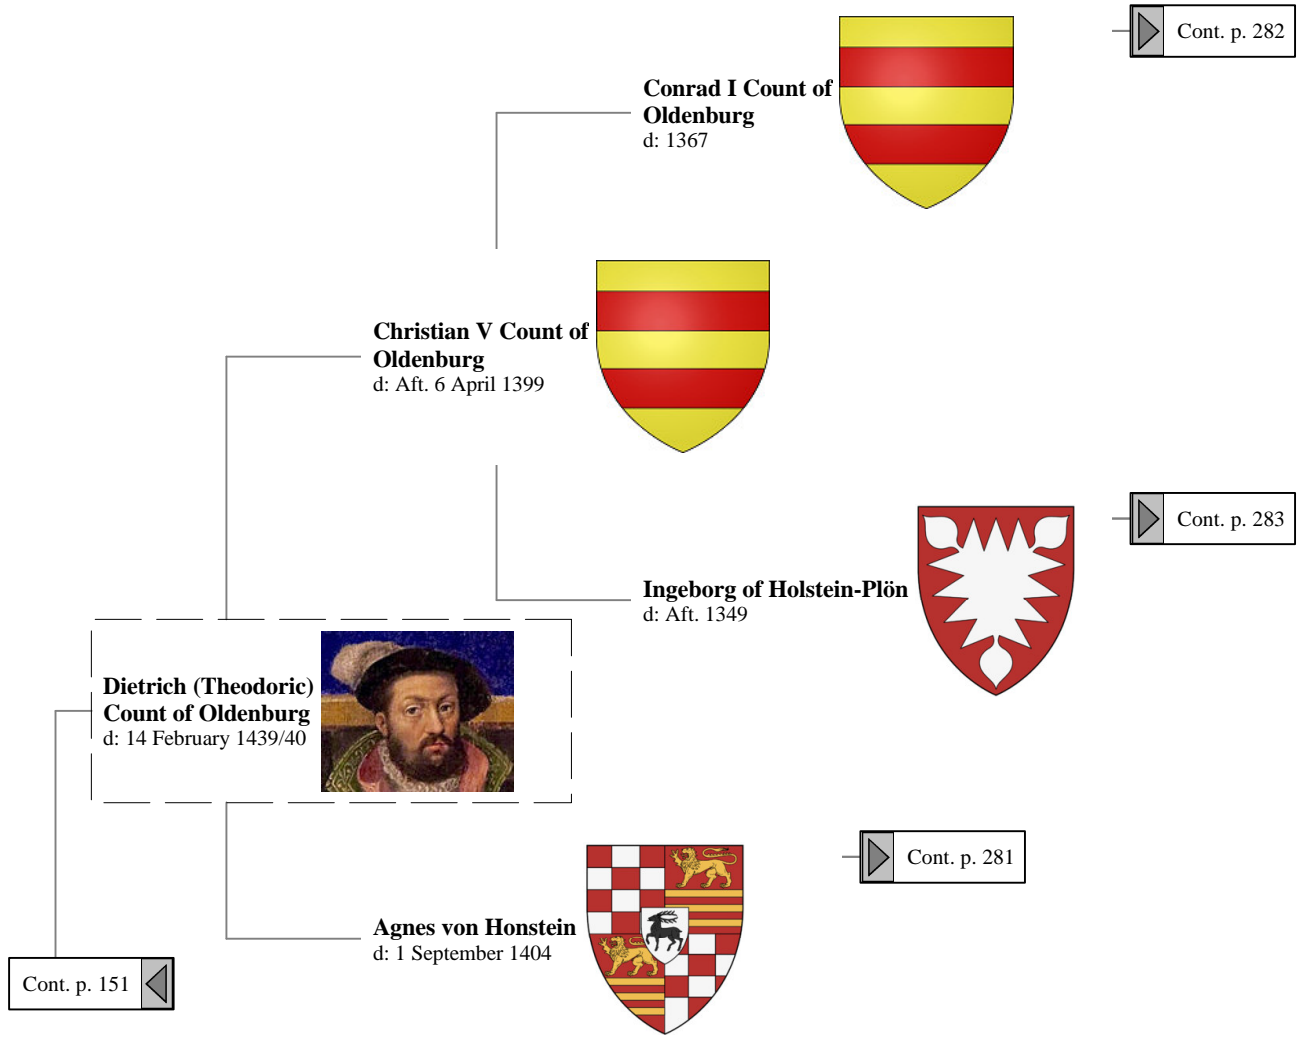 Cont. p. 282
Conrad I Count of
Oldenburg
d: 1367
Christian V Count of
Oldenburg
d: Aft. 6 April 1399
Cont. p. 283
Ingeborg of Holstein-Plön
d: Aft. 1349
Dietrich (Theodoric)
Count of Oldenburg
d: 14 February 1439/40
Cont. p. 281
Agnes von Honstein
d: 1 September 1404
Cont. p. 151